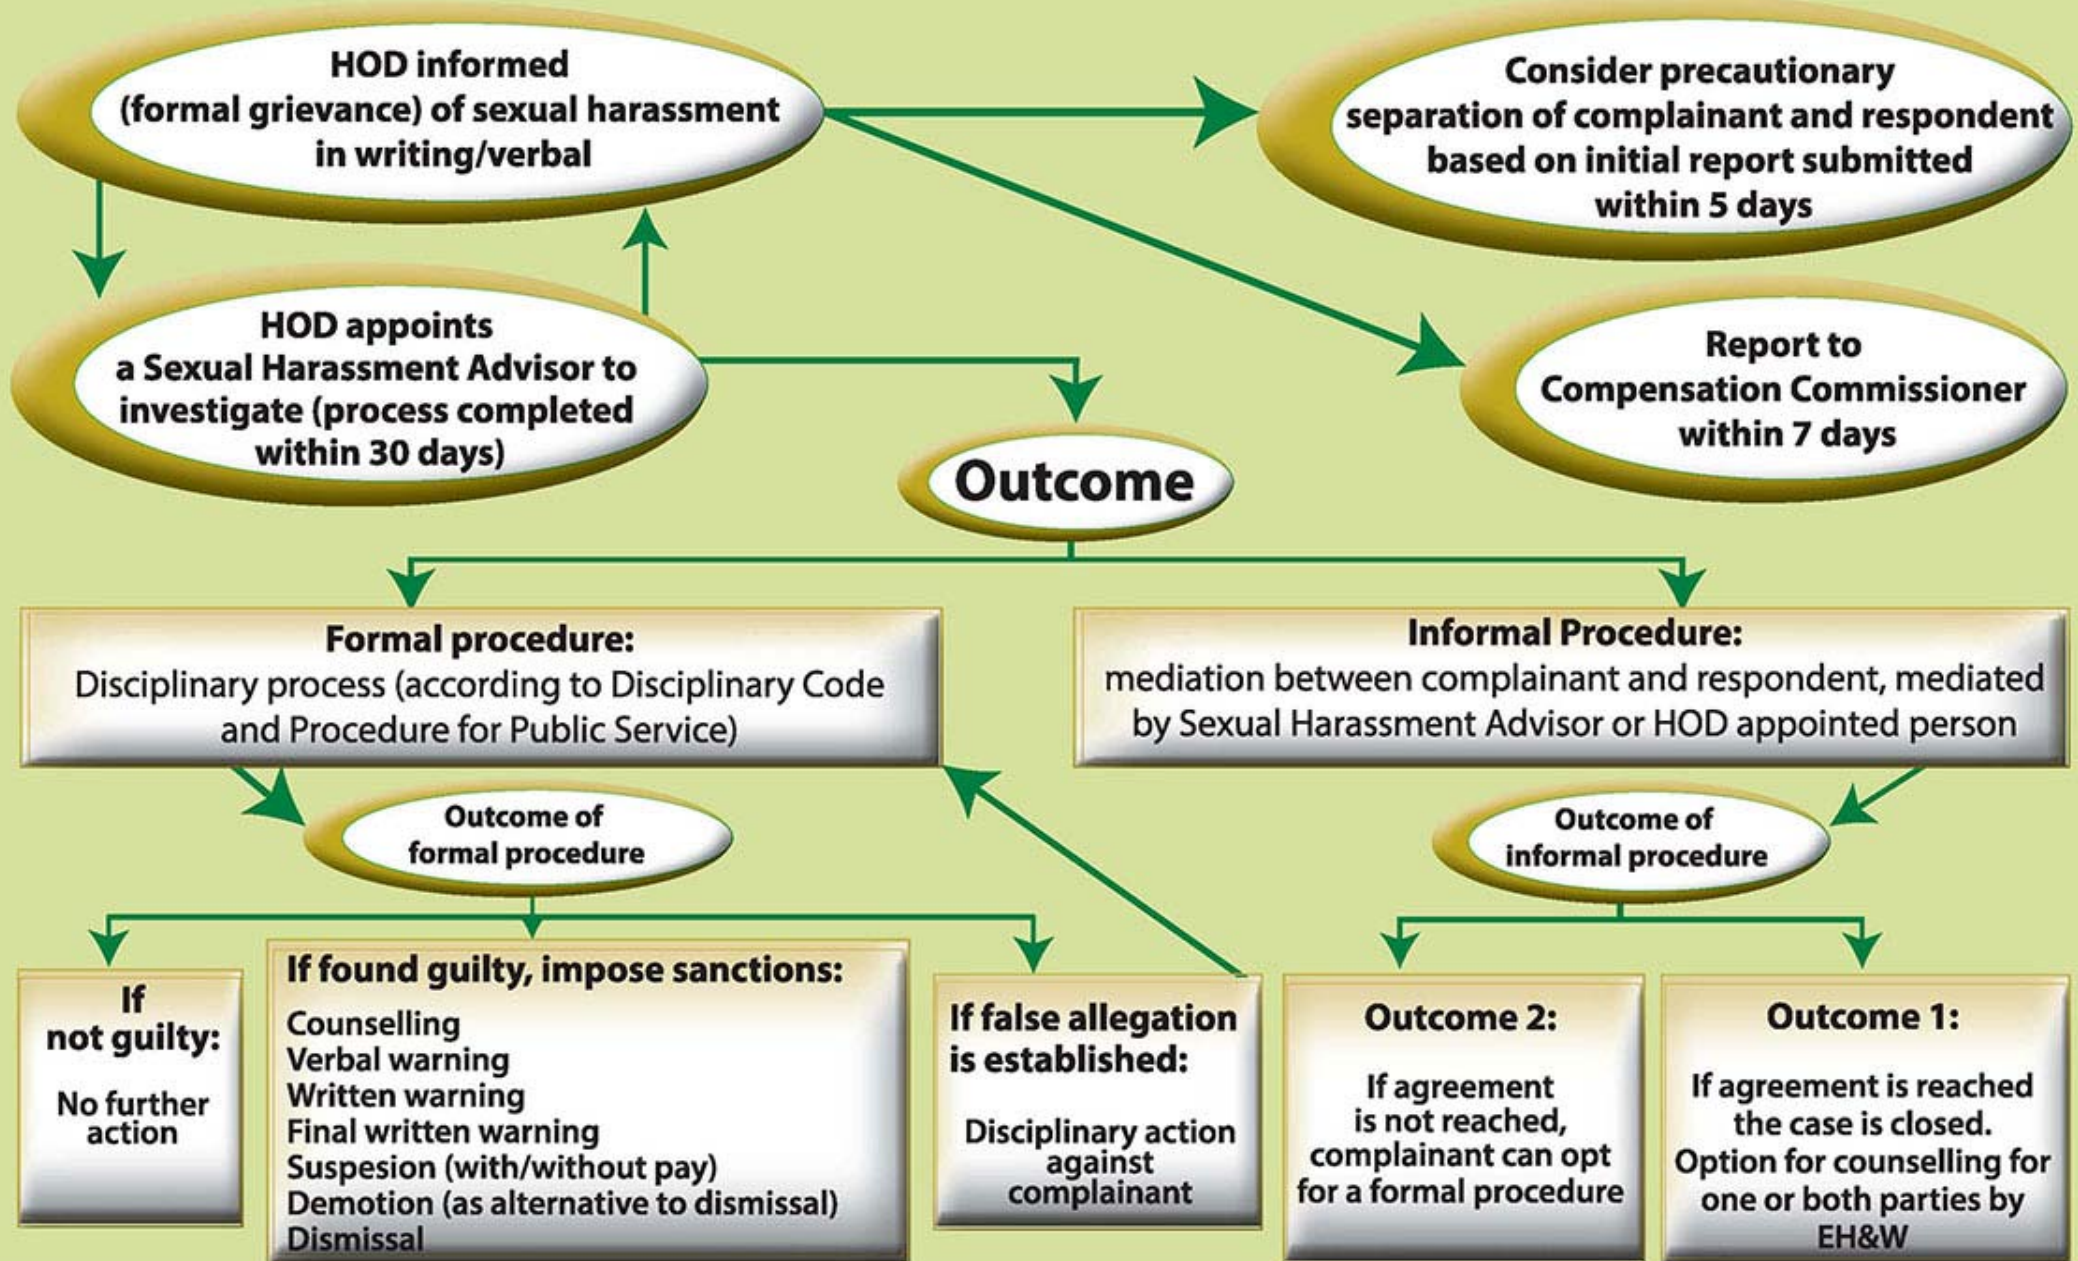 HOD informed
(formal grievance) of sexual harassment
in writing/verbal
Consider precautionary
separation of complainant and respondent
based on initial report submitted
within 5 days
HOD appoints
a Sexual Harassment Advisor to
investigate (process completed
within 30 days)
Report to
Compensation Commissioner
within 7 days
Outcome
Formal procedure:
Disciplinary process (according to Disciplinary Code
and Procedure for Public Service)
Informal Procedure:
mediation between complainant and respondent, mediated
by Sexual Harassment Advisor or HOD appointed person
Outcome of
formal procedure
Outcome of
informal procedure
If
not guilty:
No further
action
If found guilty, impose sanctions:
Counselling
Verbal warning
Written warning
Final written warning
Suspesion (with/without pay)
Demotion (as alternative to dismissal)
Dismissal
If false allegation
is established:
Disciplinary action
against
complainant
Outcome 2:
If agreement
is not reached,
complainant can opt
for a formal procedure
Outcome 1:
If agreement is reached
the case is closed.
Option for counselling for
one or both parties by
EH&W